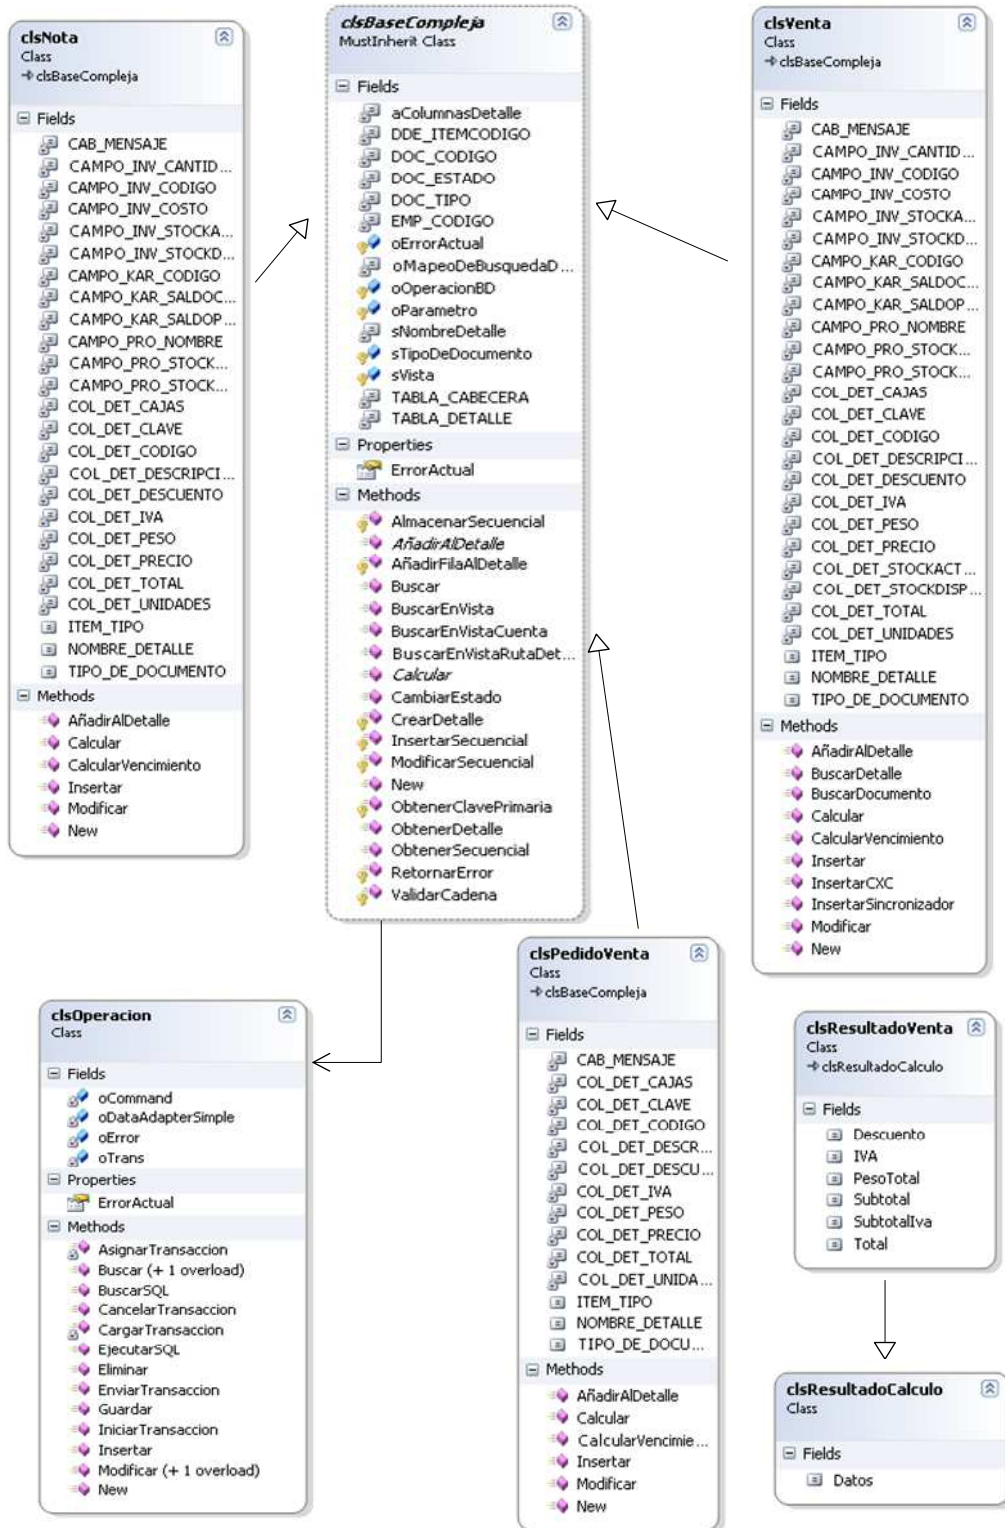 clsNota
Class
clsBaseCompleja
Fields
CAB_MENSAJE
CAMPO_INV_CANTID...
CAMPO_INV_CODIGO
CAMPO_INV_COSTO
CAMPO_INV_STOCKA...
CAMPO_INV_STOCKD...
CAMPO_KAR_CODIGO
CAMPO_KAR_SALDOC...
CAMPO_KAR_SALDOP...
CAMPO_PRO_NOMBRE
CAMPO_PRO_STOCK...
CAMPO_PRO_STOCK...
COL_DET_CAJAS
COL_DET_CLAVE
COL_DET_CODIGO
COL_DET_DESCRIPCI...
COL_DET_DESCUENTO
COL_DET_IVA
COL_DET_PESO
COL_DET_PRECIO
COL_DET_TOTAL
COL_DET_UNIDADES
ITEM_TIPO
NOMBRE_DETALLE
TIPO_DE_DOCUMENTO
Methods
AñadirAlDetalle
Calcular
CalcularVencimiento
Insertar
Modificar
New
clsBaseCompleja
MustInherit Class
Fields
aColumnasDetalle
DDE_ITEMCODIGO
DOC_CODIGO
DOC_ESTADO
DOC_TIPO
EMP_CODIGO
oErrorActual
oMapeoDeBusquedaD...
oOperacionBD
oParametro
sNombreDetalle
sTipoDeDocumento
sVista
TABLA_CABECERA
TABLA_DETALLE
Properties
ErrorActual
Methods
AlmacenarSecuencial
AñadirAlDetalle
AñadirFilaAlDetalle
Buscar
BuscarEnVista
BuscarEnVistaCuenta
BuscarEnVistaRutaDet...
Calcular
CambiarEstado
CrearDetalle
InsertarSecuencial
ModificarSecuencial
New
ObtenerClavePrimaria
ObtenerDetalle
ObtenerSecuencial
RetornarError
ValidarCadena
clsVenta
Class
clsBaseCompleja
Fields
CAB_MENSAJE
CAMPO_INV_CANTID...
CAMPO_INV_CODIGO
CAMPO_INV_COSTO
CAMPO_INV_STOCKA...
CAMPO_INV_STOCKD...
CAMPO_KAR_CODIGO
CAMPO_KAR_SALDOC...
CAMPO_KAR_SALDOP...
CAMPO_PRO_NOMBRE
CAMPO_PRO_STOCK...
CAMPO_PRO_STOCK...
COL_DET_CAJAS
COL_DET_CLAVE
COL_DET_CODIGO
COL_DET_DESCRIPCI...
COL_DET_DESCUENTO
COL_DET_IVA
COL_DET_PESO
COL_DET_PRECIO
COL_DET_STOCKACT...
COL_DET_STOCKDISP...
COL_DET_TOTAL
COL_DET_UNIDADES
ITEM_TIPO
NOMBRE_DETALLE
TIPO_DE_DOCUMENTO
Methods
AñadirAlDetalle
BuscarDetalle
BuscarDocumento
Calcular
CalcularVencimiento
Insertar
InsertarCXC
InsertarSincronizador
Modificar
New
clsOperacion
Class
Fields
oCommand
oDataAdapterSimple
oError
oTrans
Properties
ErrorActual
Methods
AsignarTransaccion
Buscar (+ 1 overload)
BuscarSQL
CancelarTransaccion
CargarTransaccion
EjecutarSQL
Eliminar
EnviarTransaccion
Guardar
IniciarTransaccion
Insertar
Modificar (+ 1 overload)
New
clsPedidoVenta
Class
clsBaseCompleja
Fields
CAB_MENSAJE
COL_DET_CAJAS
COL_DET_CLAVE
COL_DET_CODIGO
COL_DET_DESCR...
COL_DET_DESCU...
COL_DET_IVA
COL_DET_PESO
COL_DET_PRECIO
COL_DET_TOTAL
COL_DET_UNIDA...
ITEM_TIPO
NOMBRE_DETALLE
TIPO_DE_DOCU...
Methods
AñadirAlDetalle
Calcular
CalcularVencimie...
Insertar
Modificar
New
clsResultadoVenta
Class
clsResultadoCalculo
Fields
Descuento
IVA
PesoTotal
Subtotal
SubtotalIva
Total
clsResultadoCalculo
Class
Fields
Datos